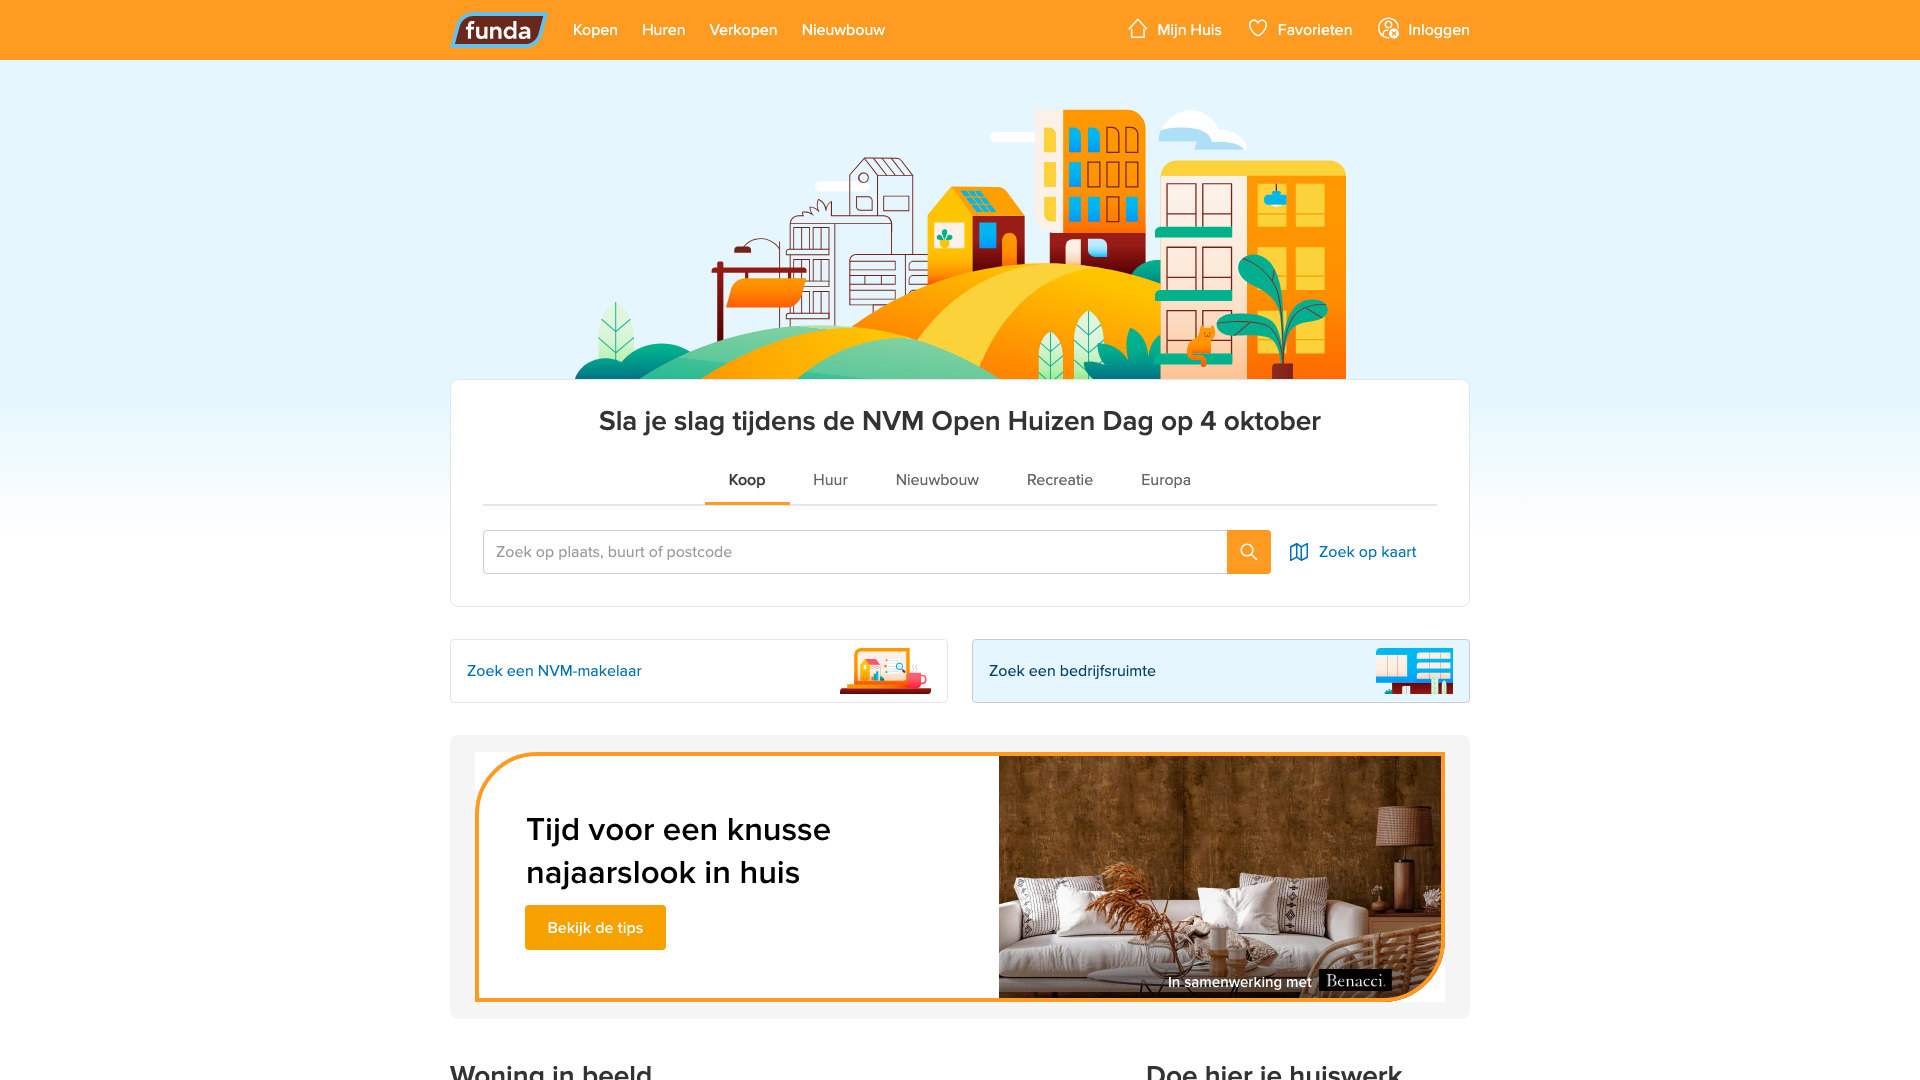 funda
Kopen
Huren
Verkopen
Nieuwbouw
Mijn Huis
Favorieten
Inloggen
Sla je slag tijdens de NVM Open Huizen Dag op 4 oktober
Koop
Huur
Nieuwbouw
Recreatie
Europa
Zoek op plaats, buurt of postcode
Zoek op kaart
Zoek een NVM-makelaar
Zoek een bedrijfsruimte
Tijd voor een knusse
najaarslook in huis
Bekijk de tips
In samenwerking met Benacci.
Woning in beeld
Doe hier je huiswerk